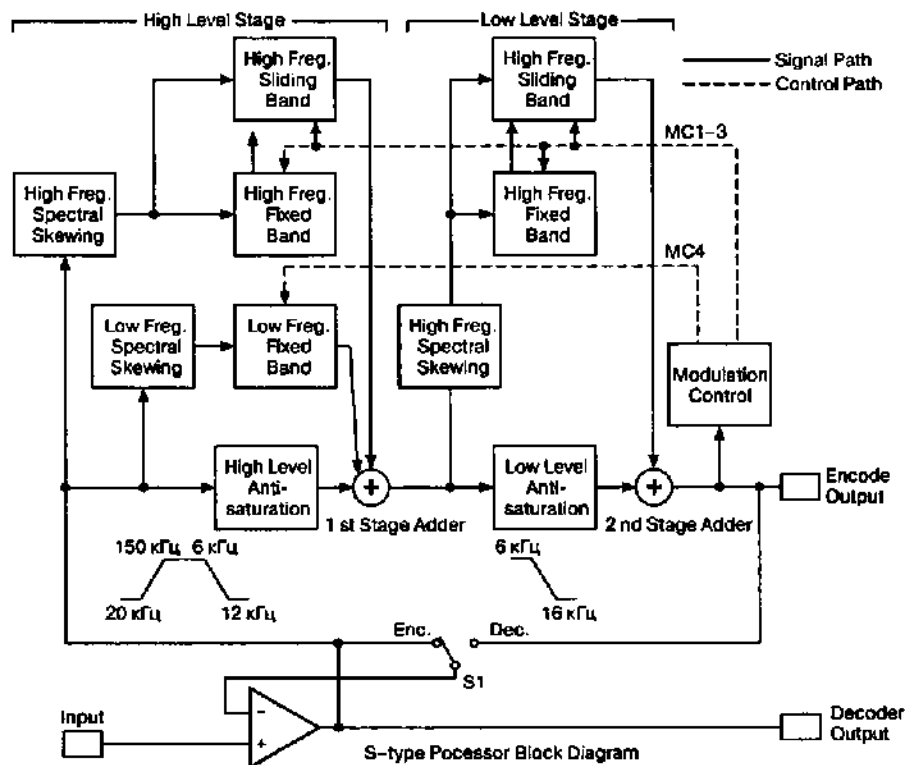 High Level Stage
Low Level Stage
High Freq.
Sliding
Band
High Freq.
Sliding
Band
Signal Path
Control Path
MC1-3
High Freq.
Spectral
Skewing
High Freq.
Fixed
Band
High Freq.
Fixed
Band
MC4
Low Freq.
Spectral
Skewing
Low Freq.
Fixed
Band
High Freq.
Spectral
Skewing
Modulation
Control
High Level
Anti-
saturation
+
1 st Stage Adder
Low Level
Anti-
saturation
+
2 nd Stage Adder
Encode
Output
150 кГц 6 кГц
20 кГц 12 кГц
6 кГц
16 кГц
Enc. Dec.
S1
Input
-
+
Decoder
Output
S-type Pocessor Block Diagram